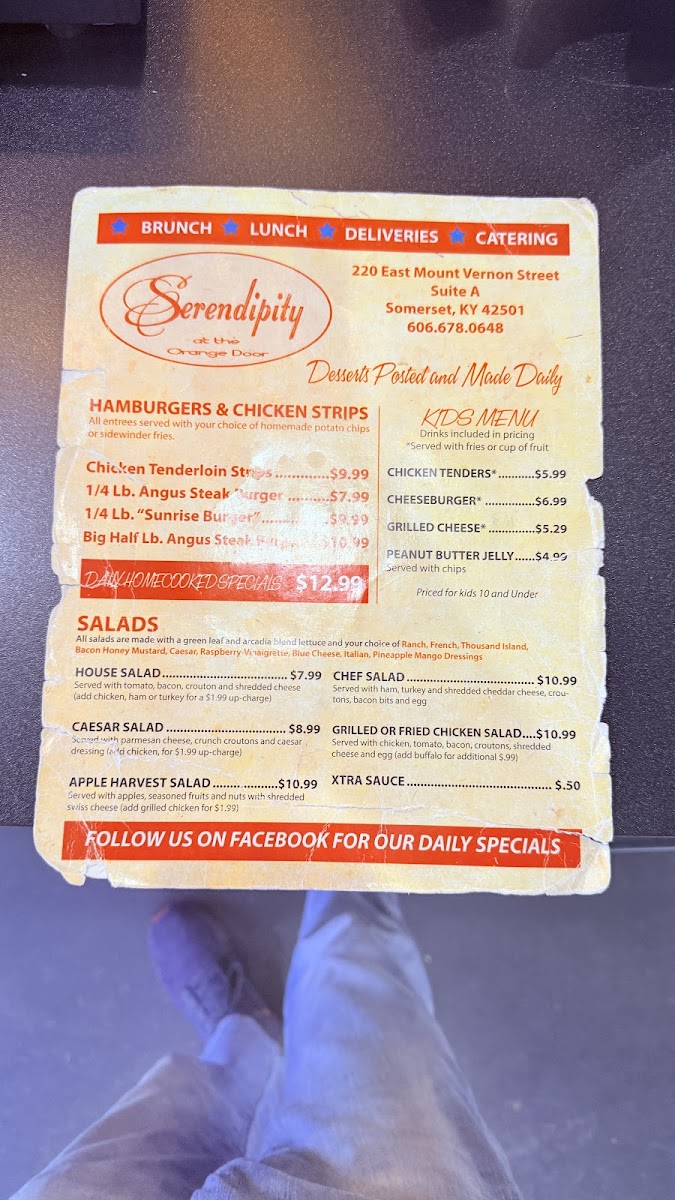 BRUNCH LUNCH DELIVERIES CATERING
Serendipity
at the
Orange Door
220 East Mount Vernon Street
Suite A
Somerset, KY 42501
606.678.0648
Desserts Posted and Made Daily
HAMBURGERS & CHICKEN STRIPS
All entrees served with your choice of homemade potato chips
or sidewinder fries.
Chicken Tenderloin Strips .............$9.99
1/4 Lb. Angus Steak Burger ..........$7.99
1/4 Lb. “Sunrise Burger”................$9.99
Big Half Lb. Angus Steak Burger.....$10.99
DAILY HOMECOOKED SPECIALS $12.99
KIDS MENU
Drinks included in pricing
*Served with fries or cup of fruit
CHICKEN TENDERS*...........$5.99
CHEESEBURGER* ...............$6.99
GRILLED CHEESE*..............$5.29
PEANUT BUTTER JELLY......$4.99
Served with chips
Priced for kids 10 and Under
SALADS
All salads are made with a green leaf and arcadia blend lettuce and your choice of Ranch, French, Thousand Island,
Bacon Honey Mustard, Caesar, Raspberry Vinaigrette, Blue Cheese, Italian, Pineapple Mango Dressings
HOUSE SALAD.................................... $7.99
Served with tomato, bacon, crouton and shredded cheese
(add chicken, ham or turkey for a $1.99 up-charge)
CAESAR SALAD .................................. $8.99
Served with parmesan cheese, crunch croutons and caesar
dressing (add chicken, for $1.99 up-charge)
APPLE HARVEST SALAD...................$10.99
Served with apples, seasoned fruits and nuts with shredded
swiss cheese (add grilled chicken for $1.99)
CHEF SALAD ..................................... $10.99
Served with ham, turkey and shredded cheddar cheese, crou-
tons, bacon bits and egg
GRILLED OR FRIED CHICKEN SALAD....$10.99
Served with chicken, tomato, bacon, croutons, shredded
cheese and egg (add buffalo for additional $.99)
XTRA SAUCE .......................................... $.50
FOLLOW US ON FACEBOOK FOR OUR DAILY SPECIALS